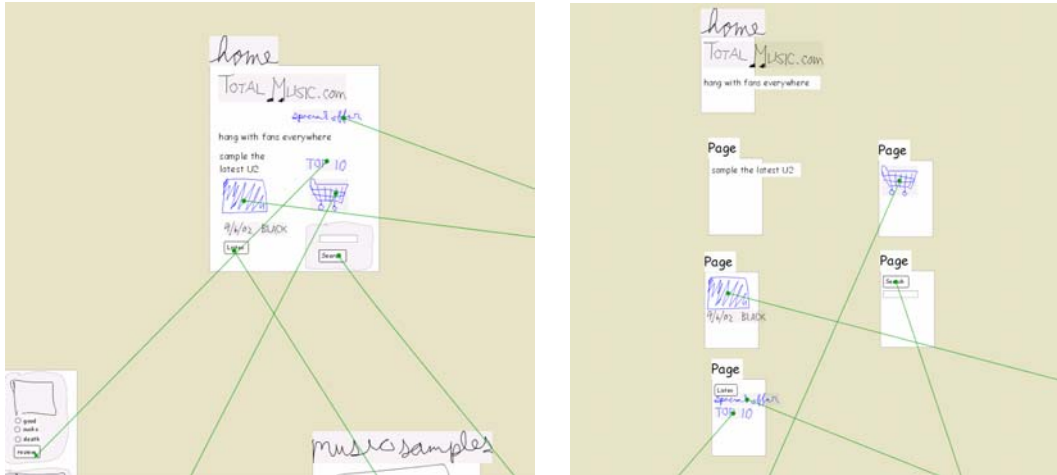 home
TOTAL MUSIC.com
special offer
hang with fans everywhere
sample the
latest U2
TOP 10
9/6/02 BLACK
Listen
Search
good
sucks
death
review
music samples
home
TOTAL MUSIC.com
hang with fans everywhere
Page
sample the latest U2
Page
Page
9/6/02 BLACK
Page
Search
Page
Listen
special offer
TOP 10